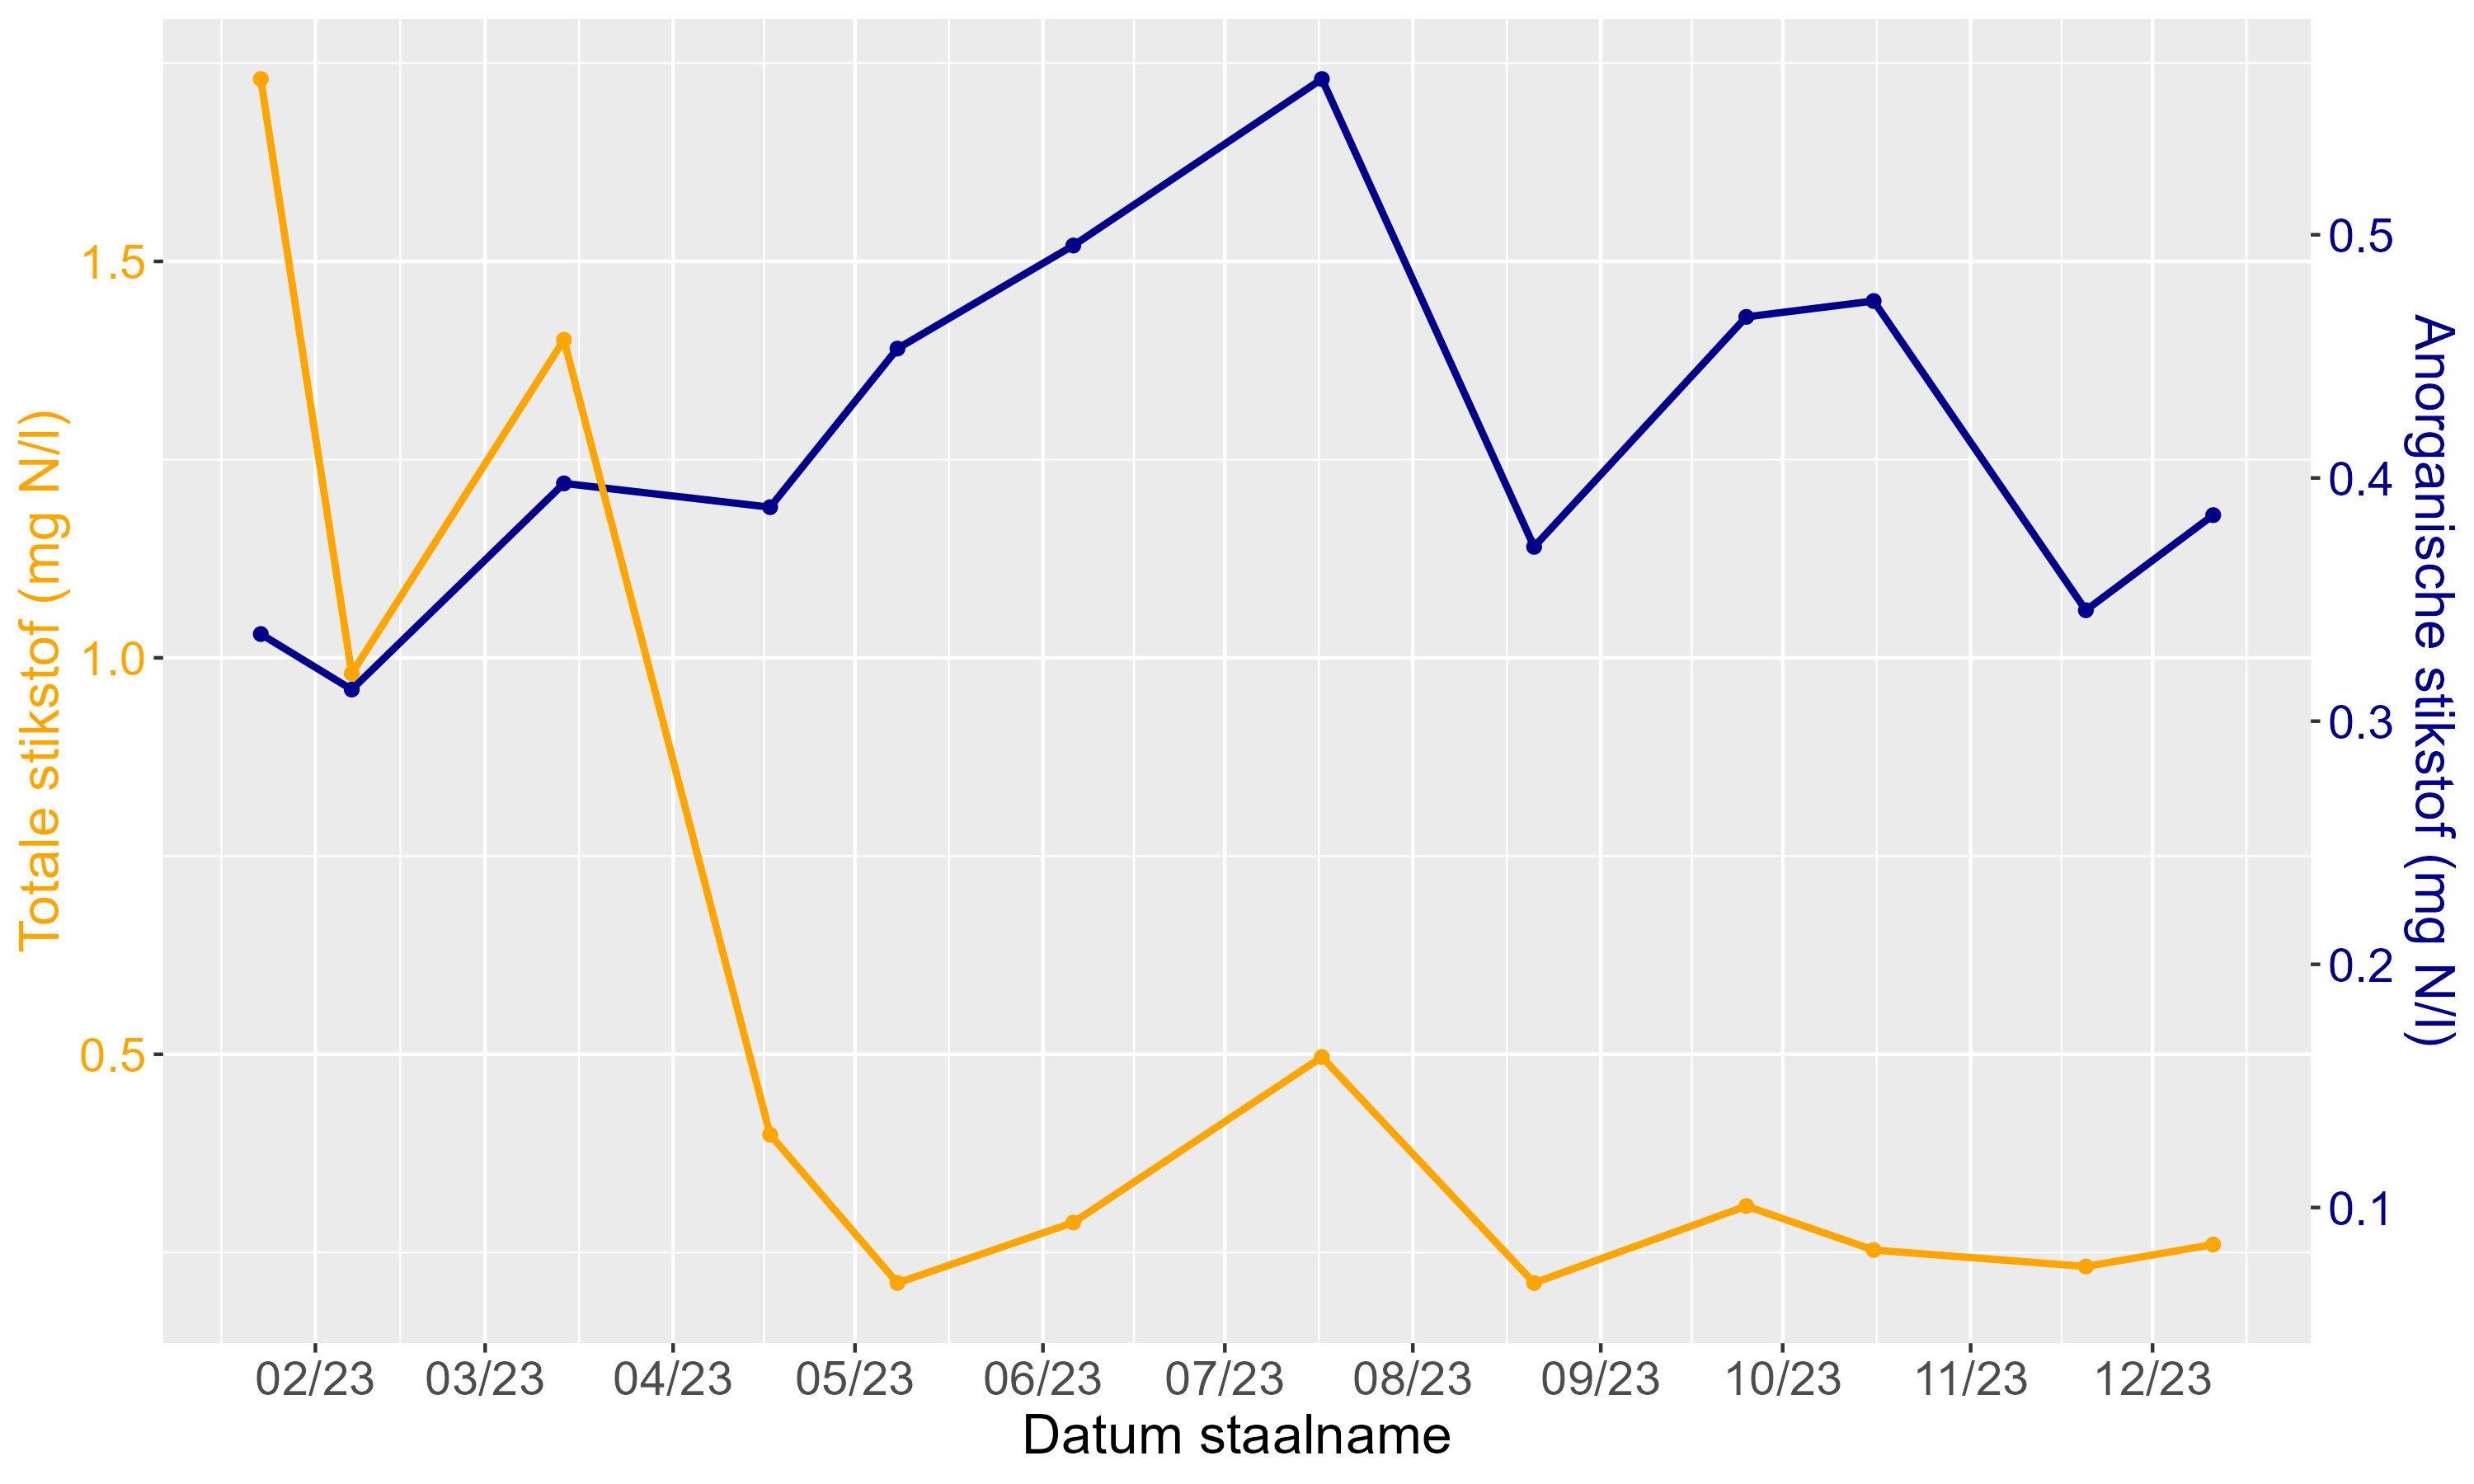 Totale stikstof (mg N/l)
1.5
1.0
0.5
0.5
0.4
0.3
0.2
0.1
Anorganische stikstof (mg N/l)
02/23 03/23 04/23 05/23 06/23 07/23 08/23 09/23 10/23 11/23 12/23
Datum staalname